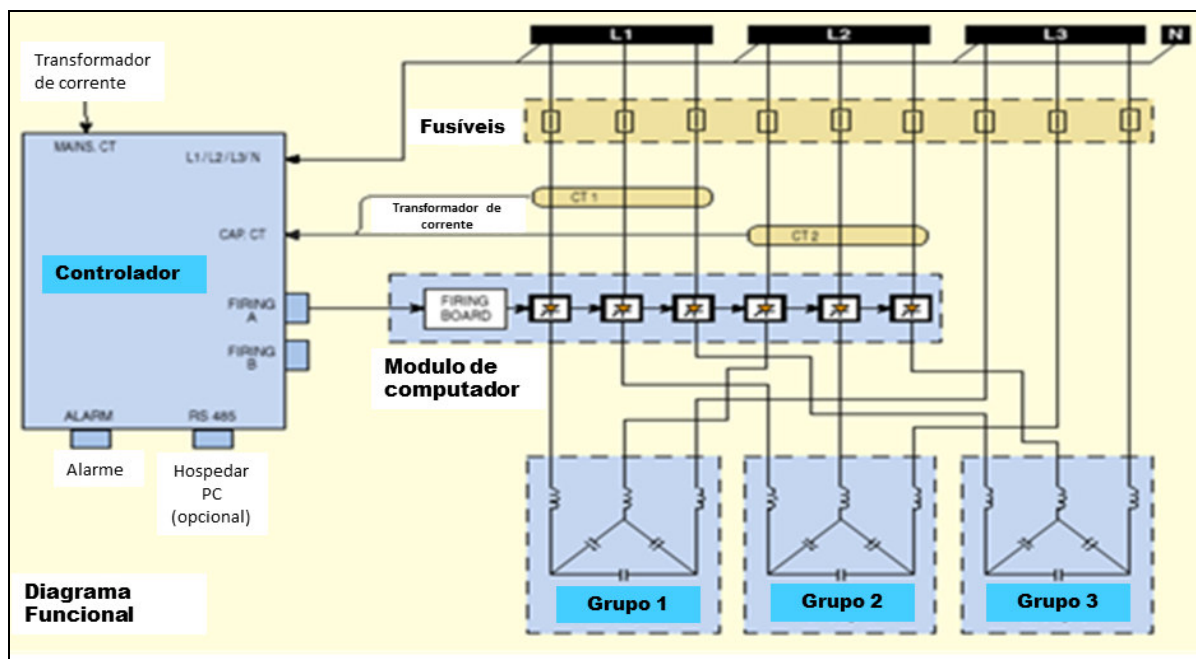 L1
L2
L3
N
Transformador
de corrente
MAINS. CT
L1/L2/L3/N
Fusíveis
CT 1
Transformador de
corrente
CT 2
CAP. CT
Controlador
FIRING
A
FIRING
BOARD
FIRING
B
Modulo de
computador
ALARM
RS 485
Alarme
Hospedar
PC
(opcional)
Diagrama
Funcional
Grupo 1
Grupo 2
Grupo 3